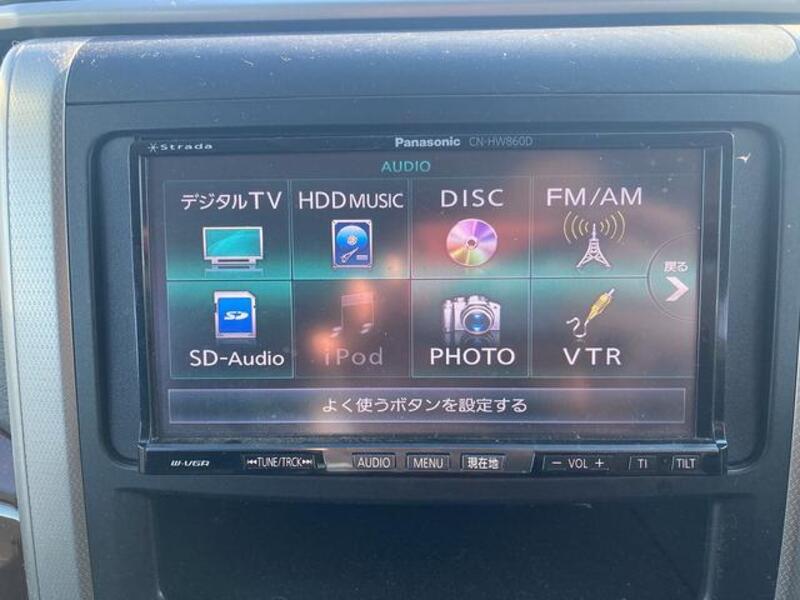 Strada Panasonic CN-HW860D
AUDIO
デジタルTV HDD MUSIC DISC FM/AM
戻る
SD-Audio iPod PHOTO VTR
よく使うボタンを設定する
W-VGA TUNE/TRCK AUDIO MENU 現在地 − VOL + TI TILT